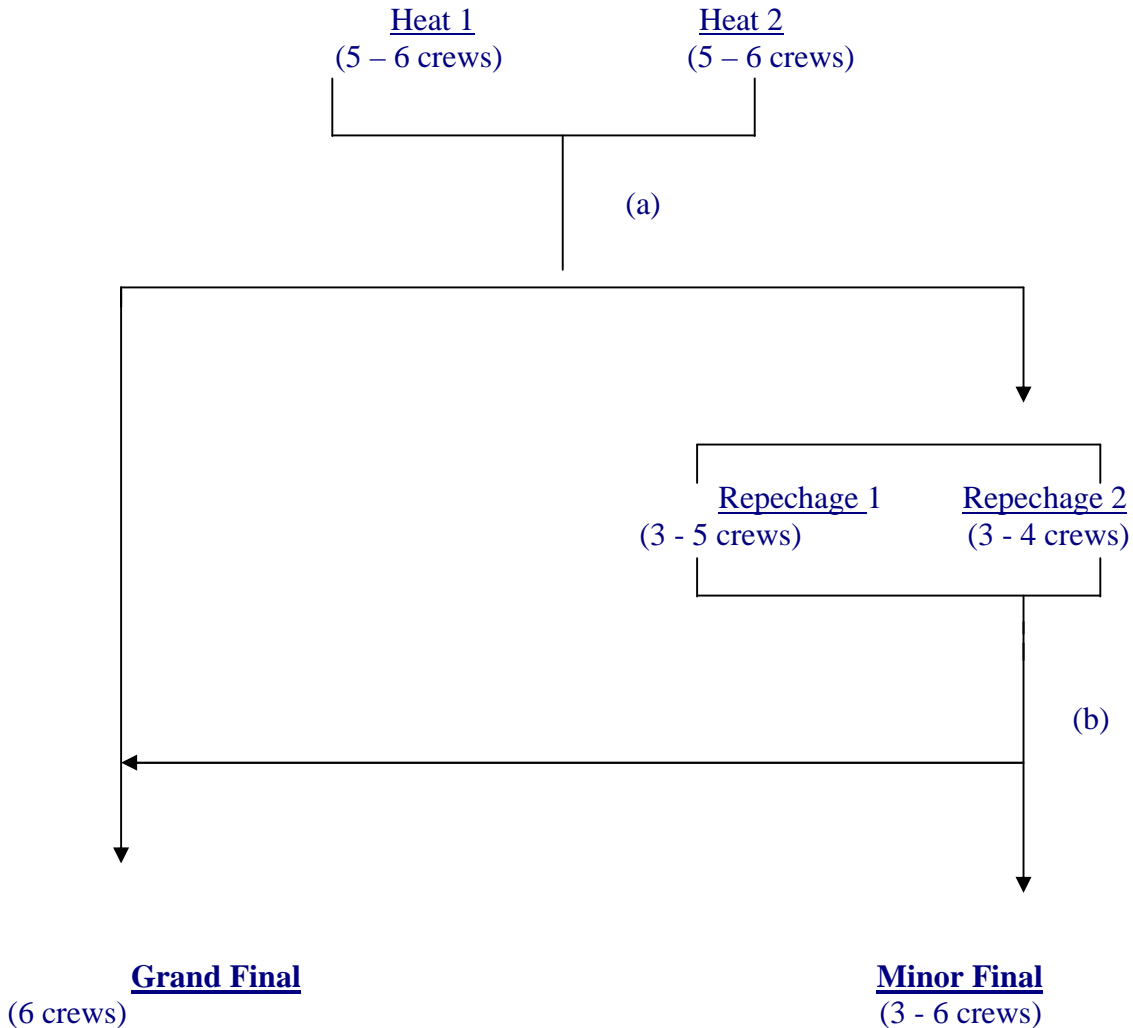 Heat 1 Heat 2
(5 – 6 crews) (5 – 6 crews)
(a)
Repechage 1 Repechage 2
(3 - 5 crews) (3 - 4 crews)
(b)
Grand Final Minor Final
(6 crews) (3 - 6 crews)